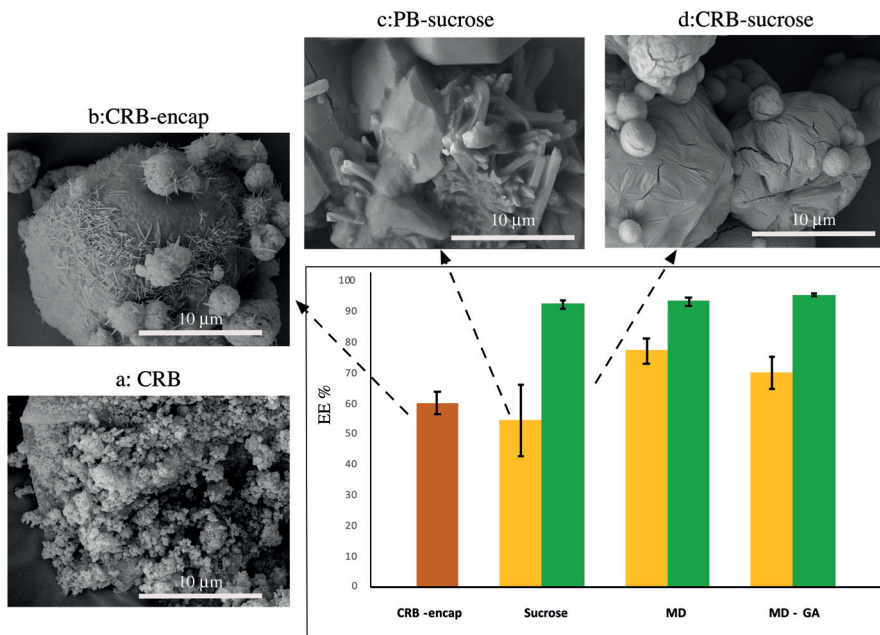 c:PB-sucrose
d:CRB-sucrose
b:CRB-encap
10 μm
10 μm
10 μm
a: CRB
10 μm
EE %
100
90
80
70
60
50
40
30
20
10
0
CRB -encap
Sucrose
MD
MD - GA